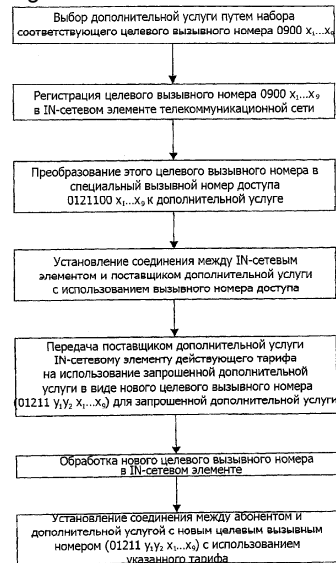 Выбор дополнительной услуги путем набора
соответствующего целевого вызывного номера 0900 x₁...x₉
Регистрация целевого вызывного номера 0900 x₁...x₉
в IN-сетевом элементе телекоммуникационной сети
Преобразование этого целевого вызывного номера в
специальный вызывной номер доступа
0121100 x₁...x₉ к дополнительной услуге
Установление соединения между IN-сетевым
элементом и поставщиком дополнительной услуги
с использованием вызывного номера доступа
Передача поставщиком дополнительной услуги
IN-сетевому элементу действующего тарифа
на использование запрошенной дополнительной
услуги в виде нового целевого вызывного номера
(01211 y₁y₂ x₁...x₉) для запрошенной дополнительной услуги
Обработка нового целевого вызывного номера
в IN-сетевом элементе
Установление соединения между абонентом и
дополнительной услугой с новым целевым вызывным
номером (01211 y₁y₂ x₁...x₉) с использованием
указанного тарифа